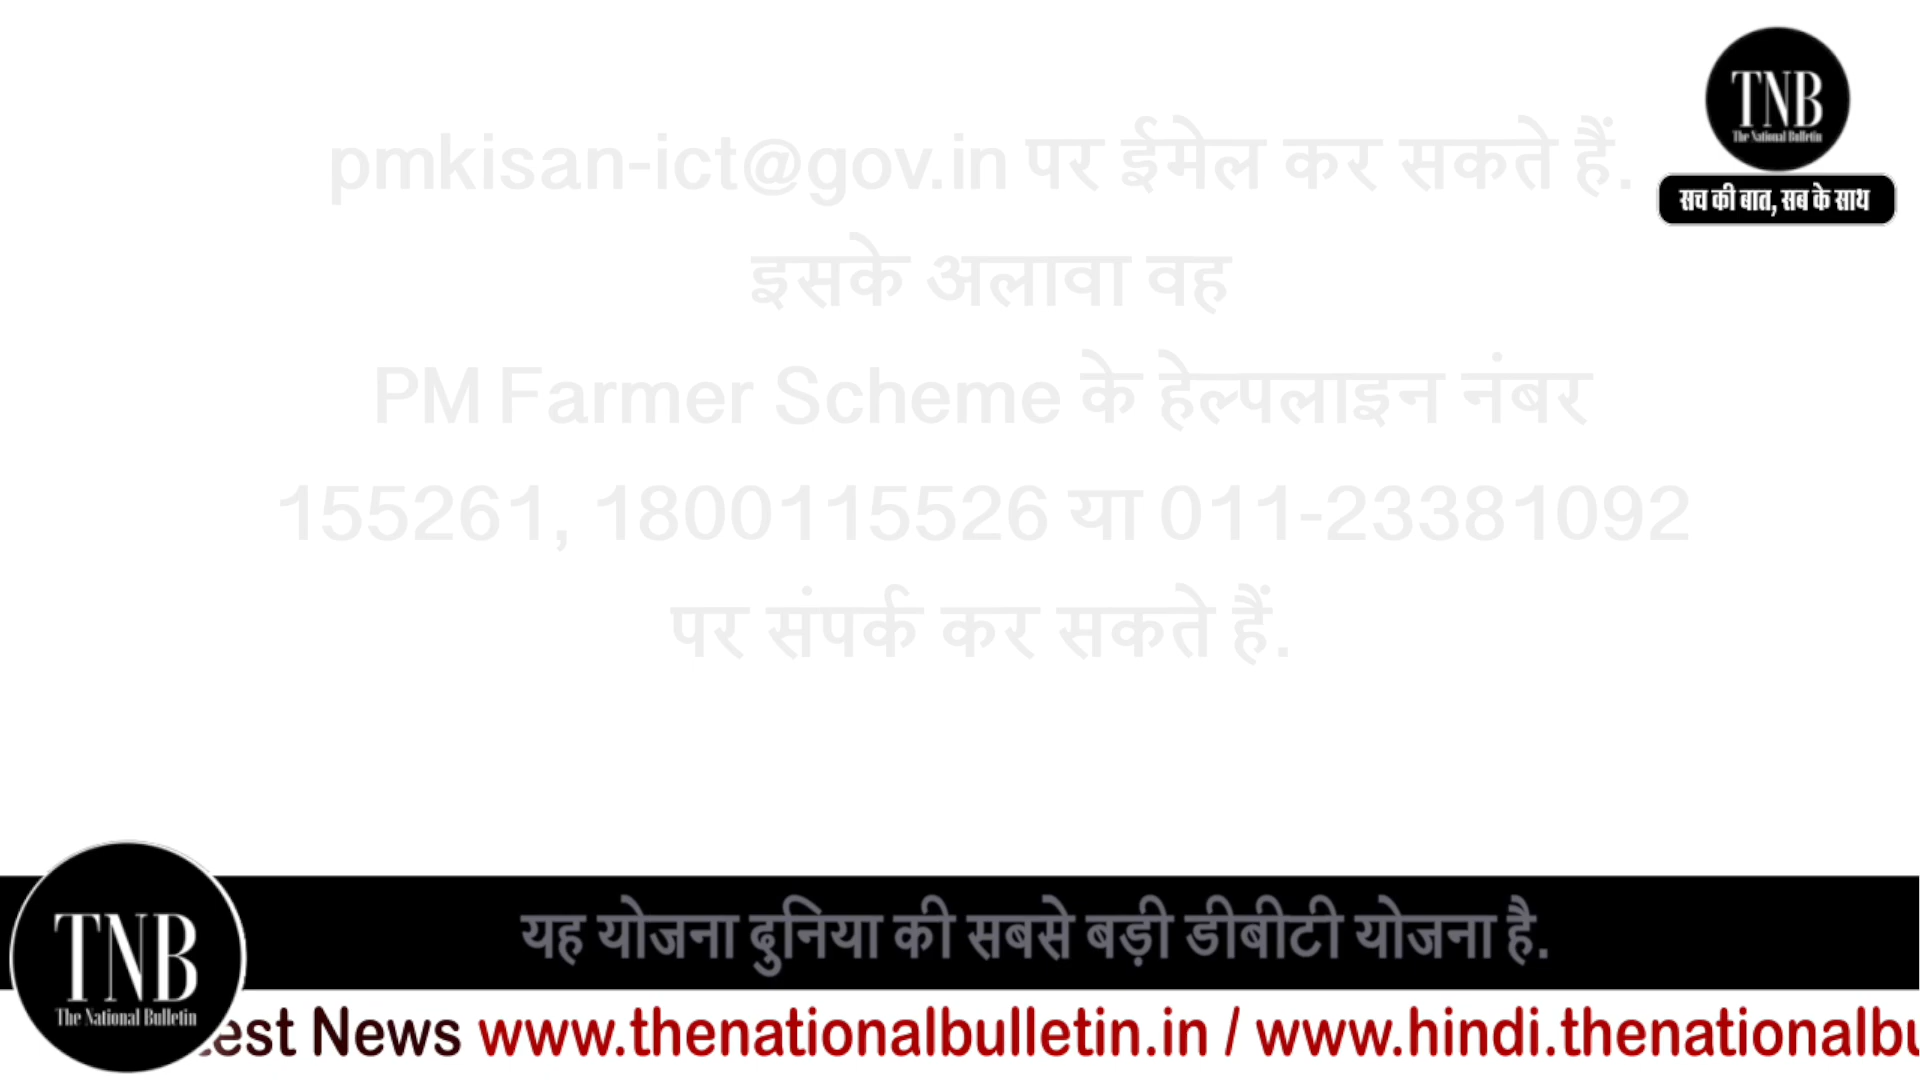 TNB
The National Bulletin
सच की बात, सब के साथ
pmkisan-ict@gov.in पर ईमेल कर सकते हैं.
इसके अलावा वह
PM Farmer Scheme के हेल्पलाइन नंबर
155261, 1800115526 या 011-23381092
पर संपर्क कर सकते हैं.
यह योजना दुनिया की सबसे बड़ी डीबीटी योजना है.
TNB
The National Bulletin
News www.thenationalbulletin.in / www.hindi.thenationalbu